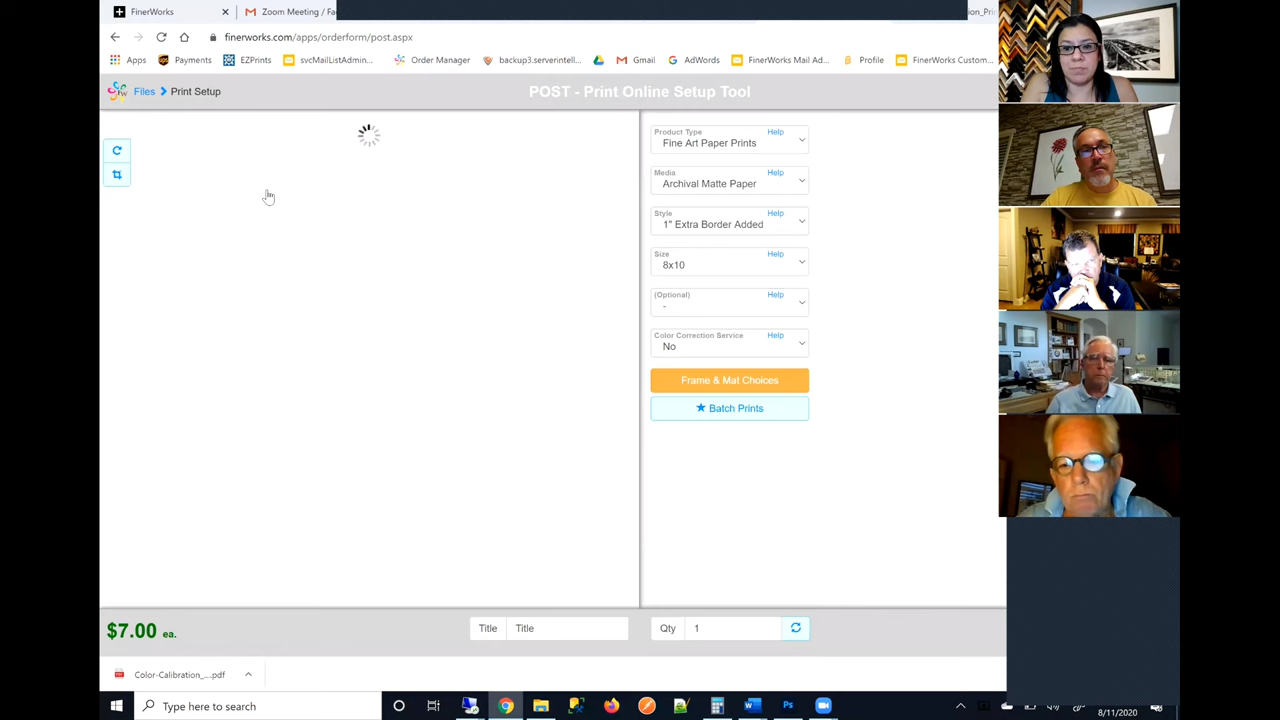 FinerWorks
Zoom Meeting / Fa
ion_Pri
finerworks.com/apps/orderform/post.aspx
Apps Payments EZPrints svcMailListAdmin... Order Manager backup3.serverintell... Gmail AdWords FinerWorks Mail Ad... Profile FinerWorks Custom...
Files Print Setup
POST - Print Online Setup Tool
Product Type Help
Fine Art Paper Prints
Media Help
Archival Matte Paper
Style Help
1" Extra Border Added
Size Help
8x10
(Optional) Help
-
Color Correction Service Help
No
Frame & Mat Choices
Batch Prints
$7.00 ea.
Title Title
Qty 1
Color-Calibration_....pdf
Type here to search
8/11/2020